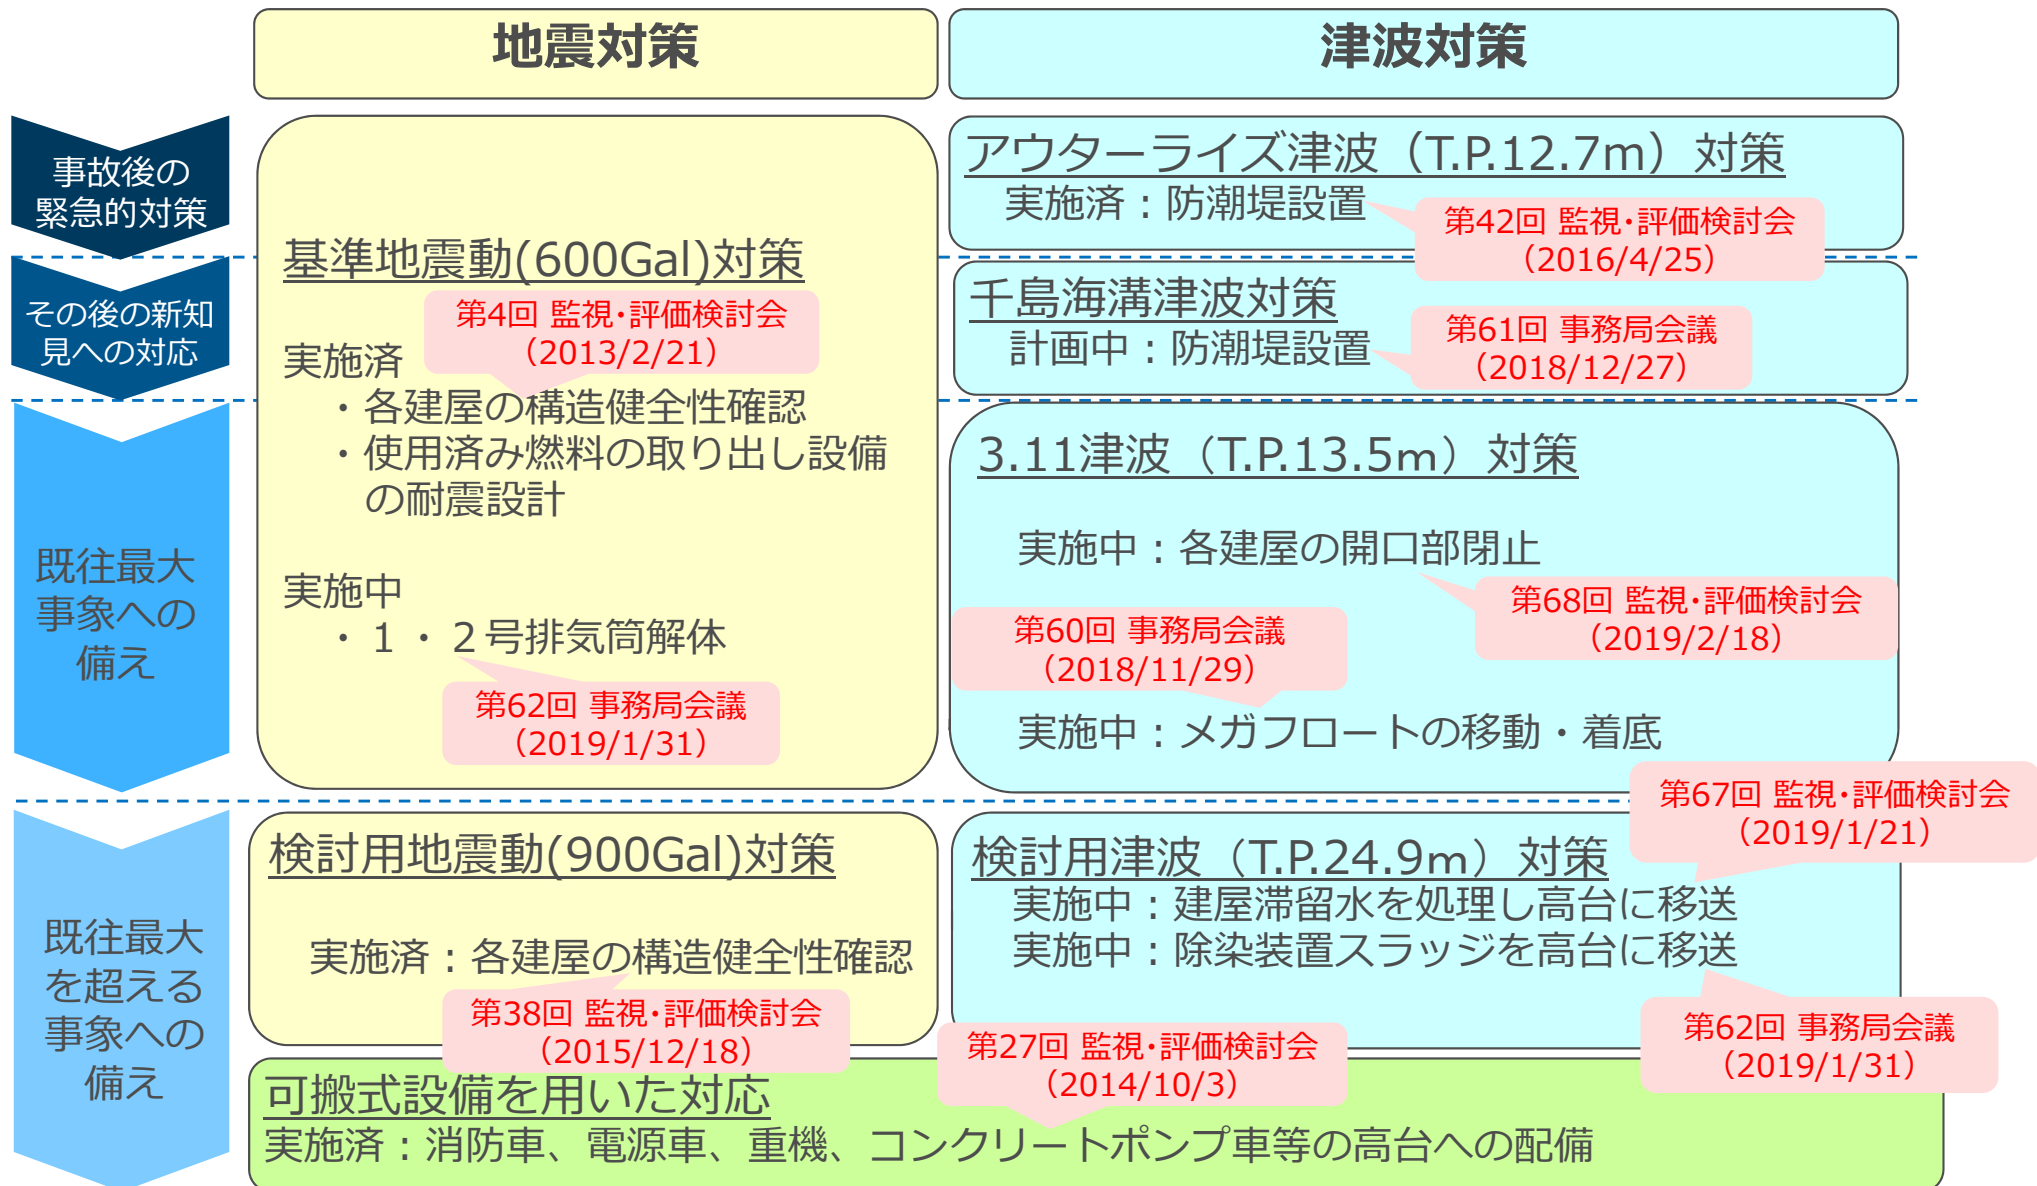 地震対策
津波対策
事故後の
緊急的対策
その後の新知
見への対応
既往最大
事象への
備え
既往最大
を超える
事象への
備え
基準地震動(600Gal)対策
第4回 監視・評価検討会
（2013/2/21）
実施済
・各建屋の構造健全性確認
・使用済み燃料の取り出し設備
の耐震設計
実施中
・１・２号排気筒解体
第62回 事務局会議
（2019/1/31）
アウターライズ津波（T.P.12.7m）対策
実施済：防潮堤設置
第42回 監視・評価検討会
（2016/4/25）
千島海溝津波対策
計画中：防潮堤設置
第61回 事務局会議
（2018/12/27）
3.11津波（T.P.13.5ｍ）対策
実施中：各建屋の開口部閉止
第68回 監視・評価検討会
（2019/2/18）
第60回 事務局会議
（2018/11/29）
実施中：メガフロートの移動・着底
検討用地震動(900Gal)対策
実施済：各建屋の構造健全性確認
第38回 監視・評価検討会
（2015/12/18）
第67回 監視・評価検討会
（2019/1/21）
検討用津波（T.P.24.9ｍ）対策
実施中：建屋滞留水を処理し高台に移送
実施中：除染装置スラッジを高台に移送
第62回 事務局会議
（2019/1/31）
第27回 監視・評価検討会
（2014/10/3）
可搬式設備を用いた対応
実施済：消防車、電源車、重機、コンクリートポンプ車等の高台への配備